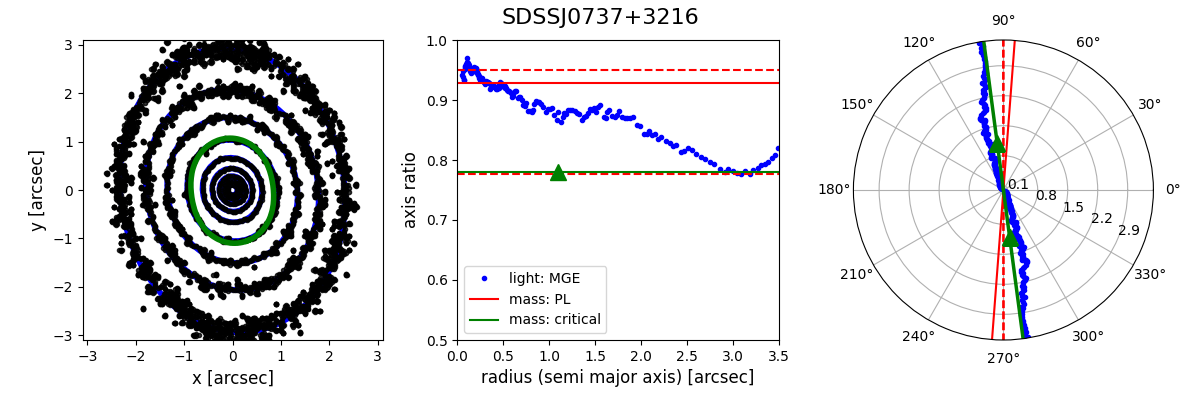 SDSSJ0737+3216
3
2
1
0
−1
−2
−3
y [arcsec]
−3 −2 −1 0 1 2 3
x [arcsec]
1.0
0.9
0.8
0.7
0.6
0.5
axis ratio
light: MGE
mass: PL
mass: critical
0.0 0.5 1.0 1.5 2.0 2.5 3.0 3.5
radius (semi major axis) [arcsec]
90°
120° 60°
150° 30°
180° 0.1 0.8 1.5 2.2 2.9 0°
210° 330°
240° 300°
270°